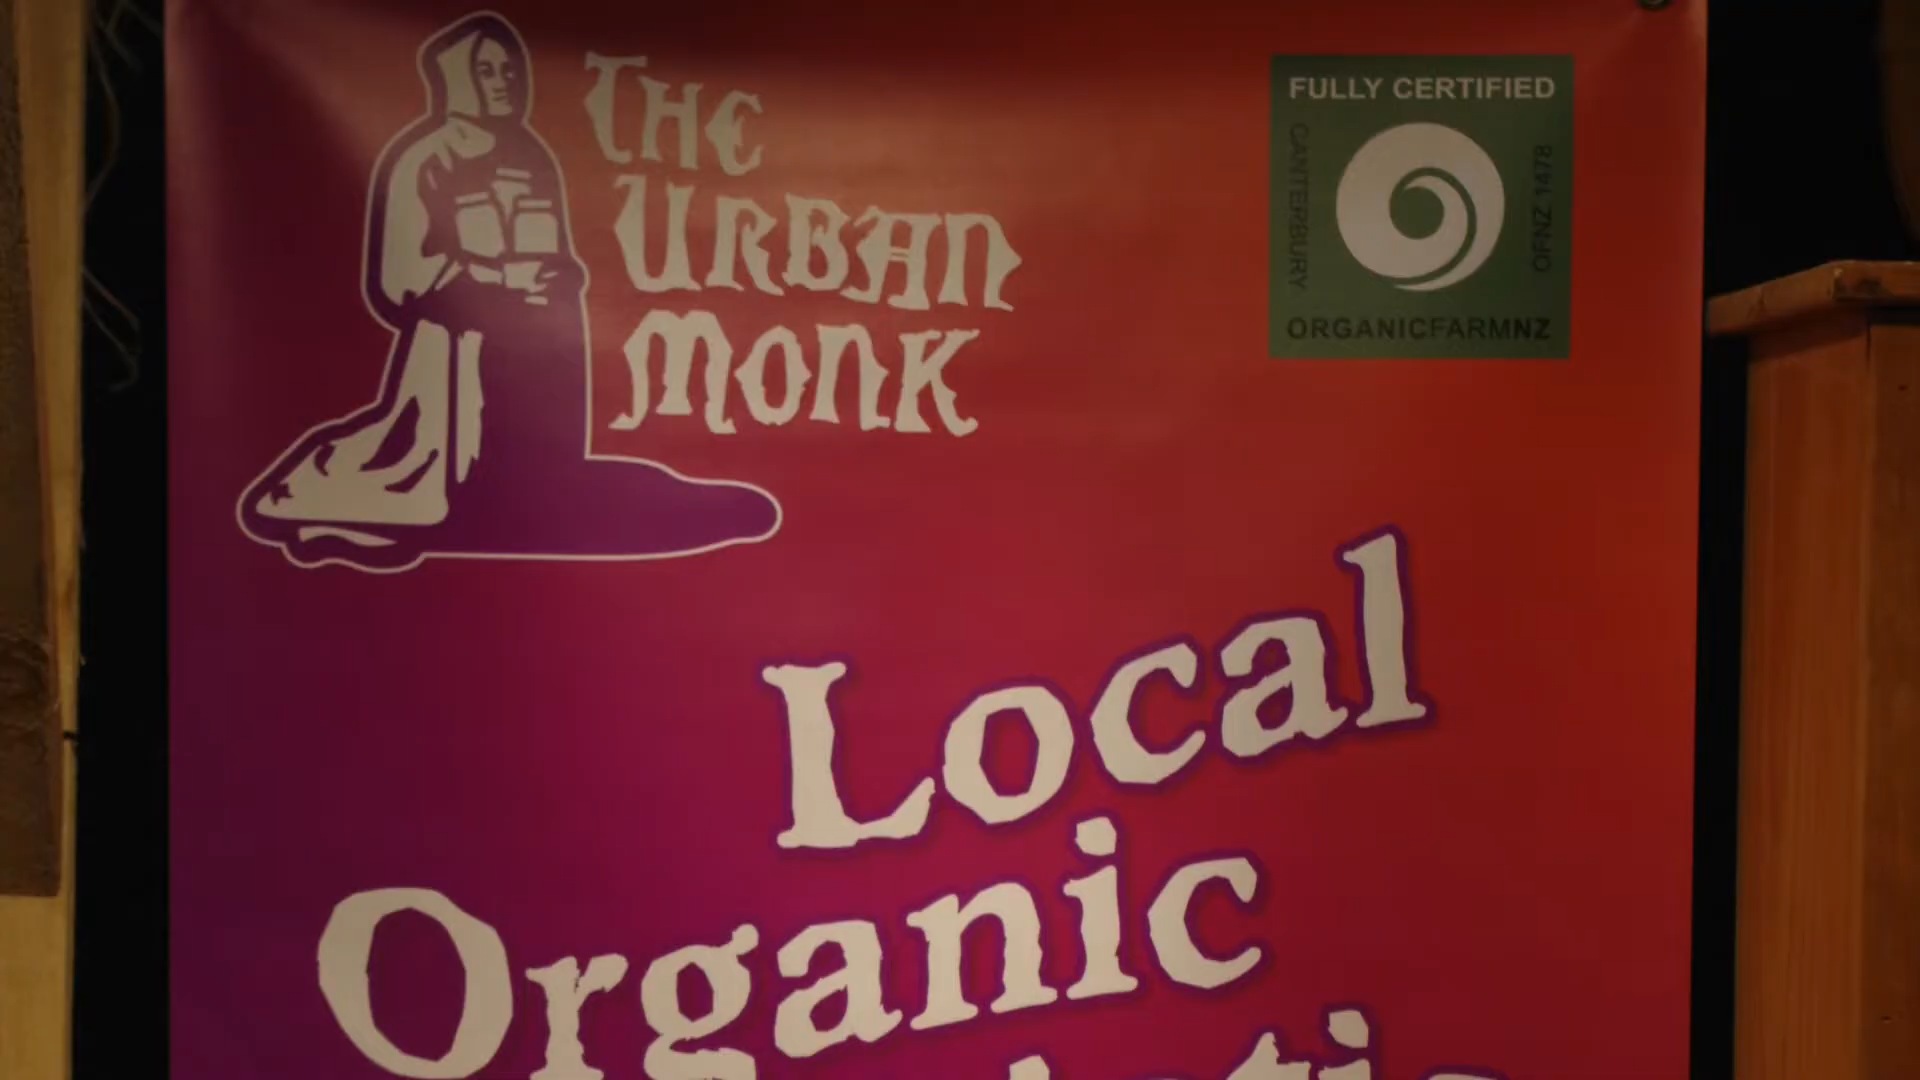 THE
URBAN
MONK
FULLY CERTIFIED
CANTERBURY
OFNZ 1478
ORGANICFARMNZ
Local
Organic